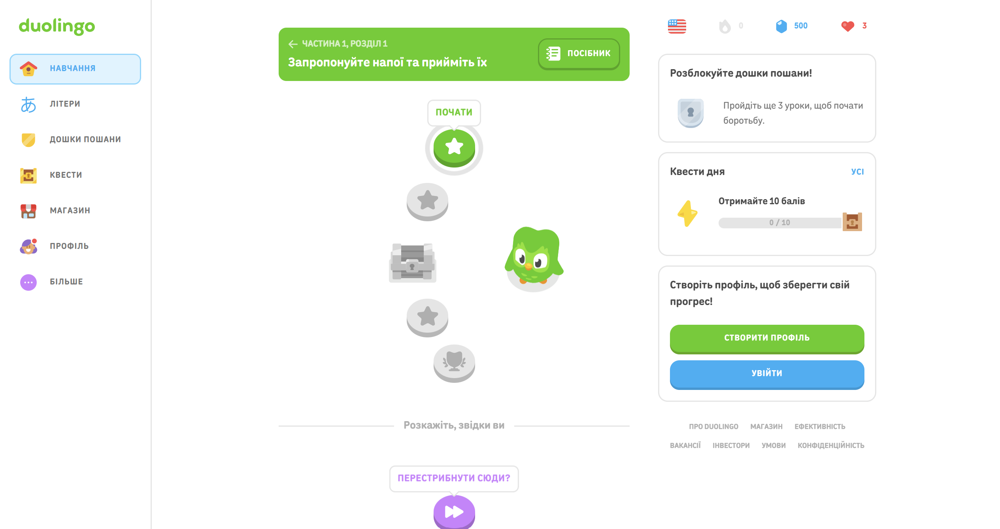 duolingo
НАВЧАННЯ
ЛІТЕРИ
ДОШКИ ПОШАНИ
КВЕСТИ
МАГАЗИН
ПРОФІЛЬ
БІЛЬШЕ
ЧАСТИНА 1, РОЗДІЛ 1
Запропонуйте напої та прийміть їх
ПОСІБНИК
ПОЧАТИ
Розкажіть, звідки ви
ПЕРЕСТРИБНУТИ СЮДИ?
0
500
3
Розблокуйте дошки пошани!
Пройдіть ще 3 уроки, щоб почати
боротьбу.
Квести дня
УСІ
Отримайте 10 балів
0 / 10
Створіть профіль, щоб зберегти свій
прогрес!
СТВОРИТИ ПРОФІЛЬ
УВІЙТИ
ПРО DUOLINGO МАГАЗИН ЕФЕКТИВНІСТЬ
ВАКАНСІЇ ІНВЕСТОРИ УМОВИ КОНФІДЕНЦІЙНІСТЬ